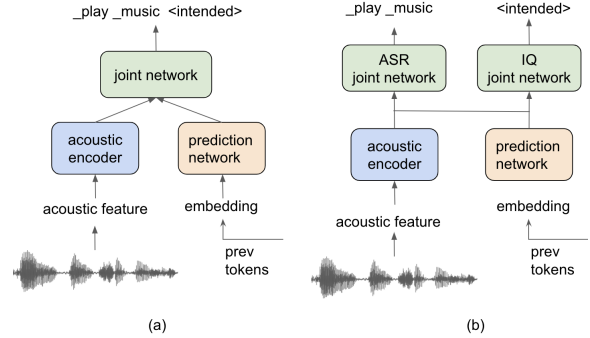 _play _music <intended>
joint network
acoustic
encoder
prediction
network
acoustic feature
embedding
prev
tokens
(a)
_play _music
<intended>
ASR
joint network
IQ
joint network
acoustic
encoder
prediction
network
acoustic feature
embedding
prev
tokens
(b)